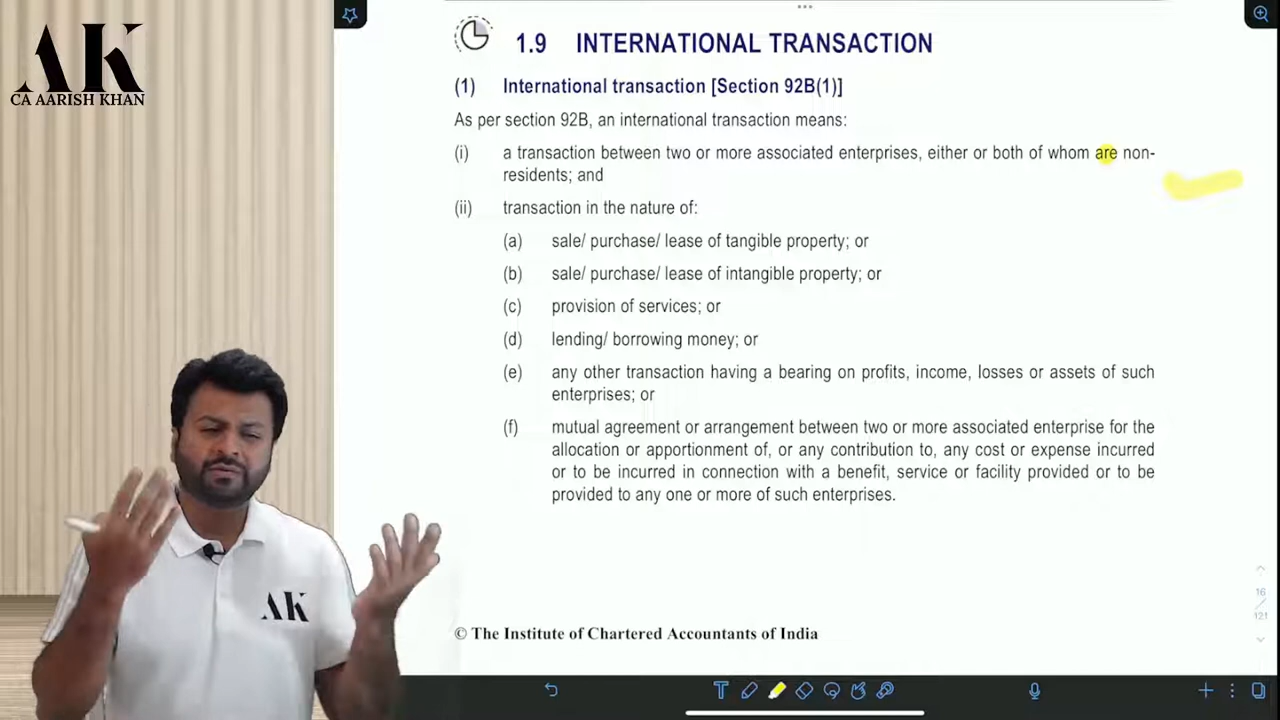 AK
CA AARISH KHAN
1.9 INTERNATIONAL TRANSACTION
(1) International transaction [Section 92B(1)]
As per section 92B, an international transaction means:
(i) a transaction between two or more associated enterprises, either or both of whom are non-
residents; and
(ii) transaction in the nature of:
(a) sale/ purchase/ lease of tangible property; or
(b) sale/ purchase/ lease of intangible property; or
(c) provision of services; or
(d) lending/ borrowing money; or
(e) any other transaction having a bearing on profits, income, losses or assets of such
enterprises; or
(f) mutual agreement or arrangement between two or more associated enterprise for the
allocation or apportionment of, or any contribution to, any cost or expense incurred
or to be incurred in connection with a benefit, service or facility provided or to be
provided to any one or more of such enterprises.
AK
16
/
121
© The Institute of Chartered Accountants of India
T